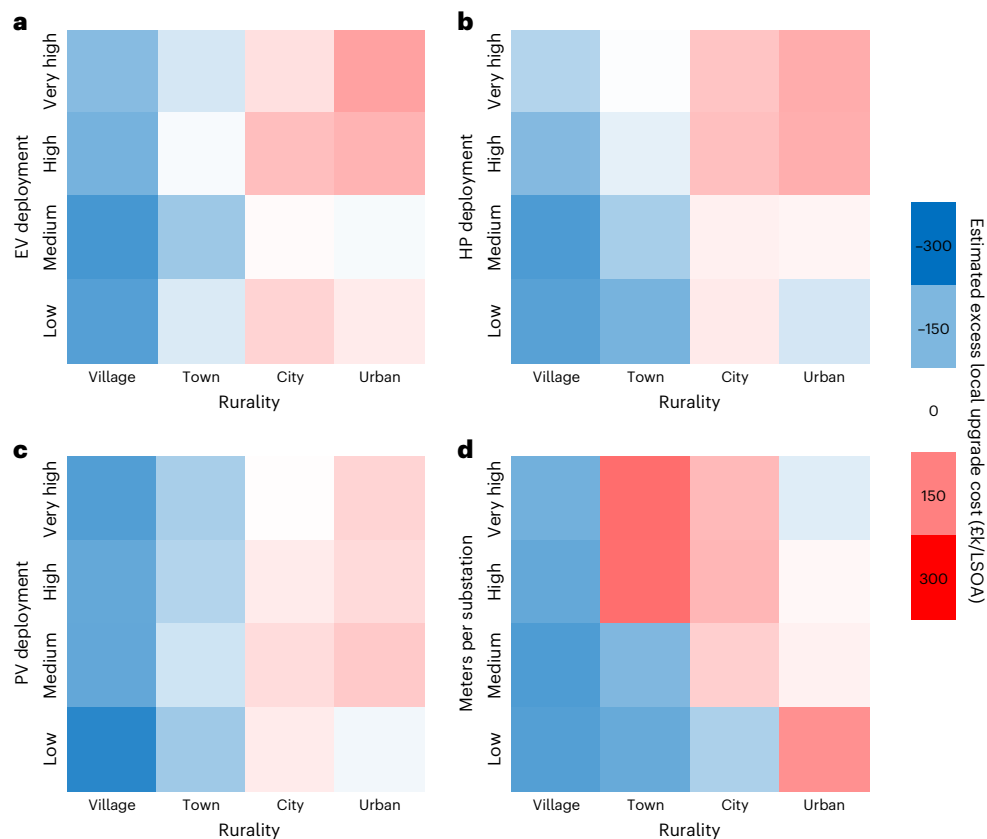 a
EV deployment
Very high
High
Medium
Low
Village Town City Urban
Rurality
b
HP deployment
Very high
High
Medium
Low
Village Town City Urban
Rurality
c
PV deployment
Very high
High
Medium
Low
Village Town City Urban
Rurality
d
Meters per substation
Very high
High
Medium
Low
Village Town City Urban
Rurality
−300
−150
0
150
300
Estimated excess local upgrade cost (£k/LSOA)